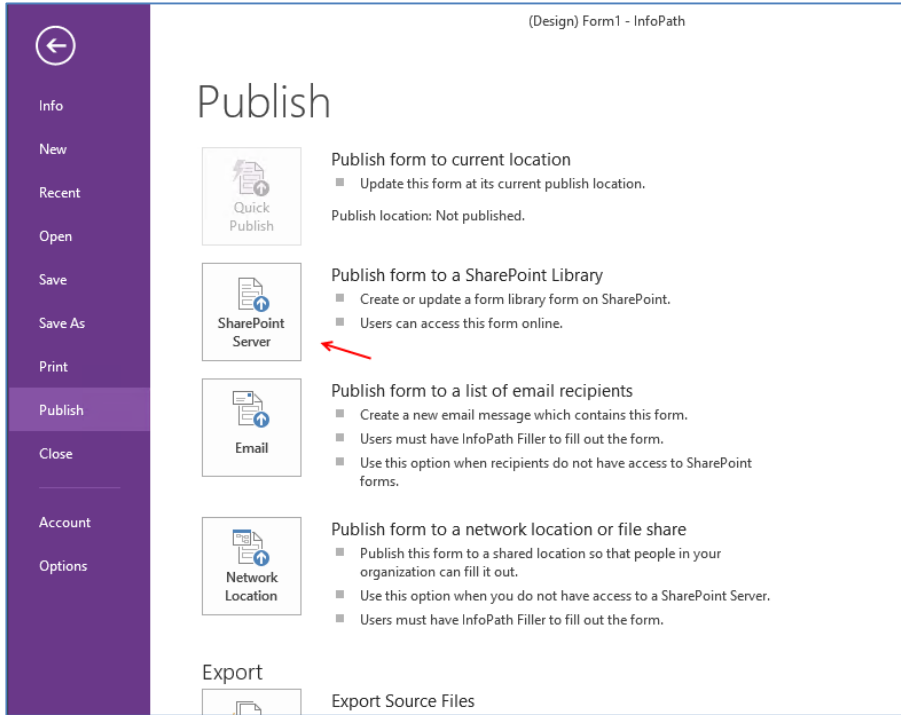 (Design) Form1 - InfoPath
Info
New
Recent
Open
Save
Save As
Print
Publish
Close
Account
Options
Publish
Quick
Publish
Publish form to current location
Update this form at its current publish location.
Publish location: Not published.
SharePoint
Server
Publish form to a SharePoint Library
Create or update a form library form on SharePoint.
Users can access this form online.
Email
Publish form to a list of email recipients
Create a new email message which contains this form.
Users must have InfoPath Filler to fill out the form.
Use this option when recipients do not have access to SharePoint
forms.
Network
Location
Publish form to a network location or file share
Publish this form to a shared location so that people in your
organization can fill it out.
Use this option when you do not have access to a SharePoint Server.
Users must have InfoPath Filler to fill out the form.
Export
Export Source Files